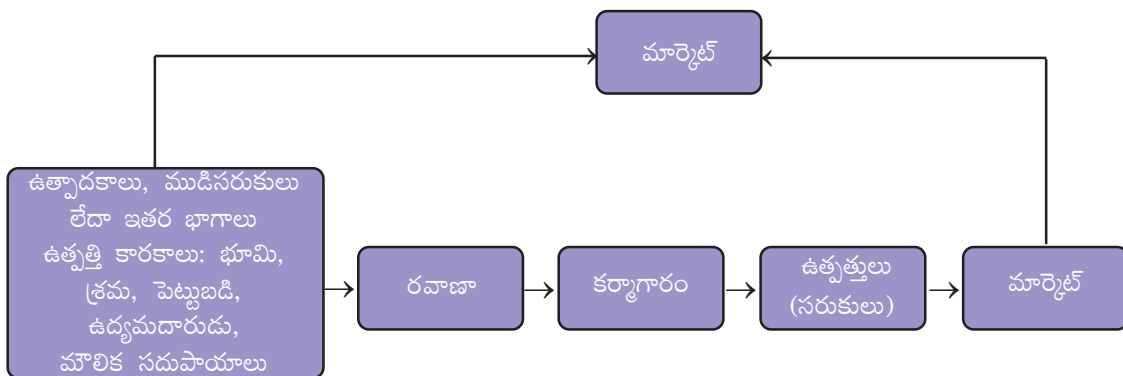 మార్కెట్
ఉత్పాదకాలు, ముడిసరుకులు
లేదా ఇతర భాగాలు
ఉత్పత్తి కారకాలు: భూమి,
శ్రమ, పెట్టుబడి,
ఉద్యమదారుడు,
మౌలిక సదుపాయాలు
రవాణా
కర్మాగారం
ఉత్పత్తులు
(సరుకులు)
మార్కెట్